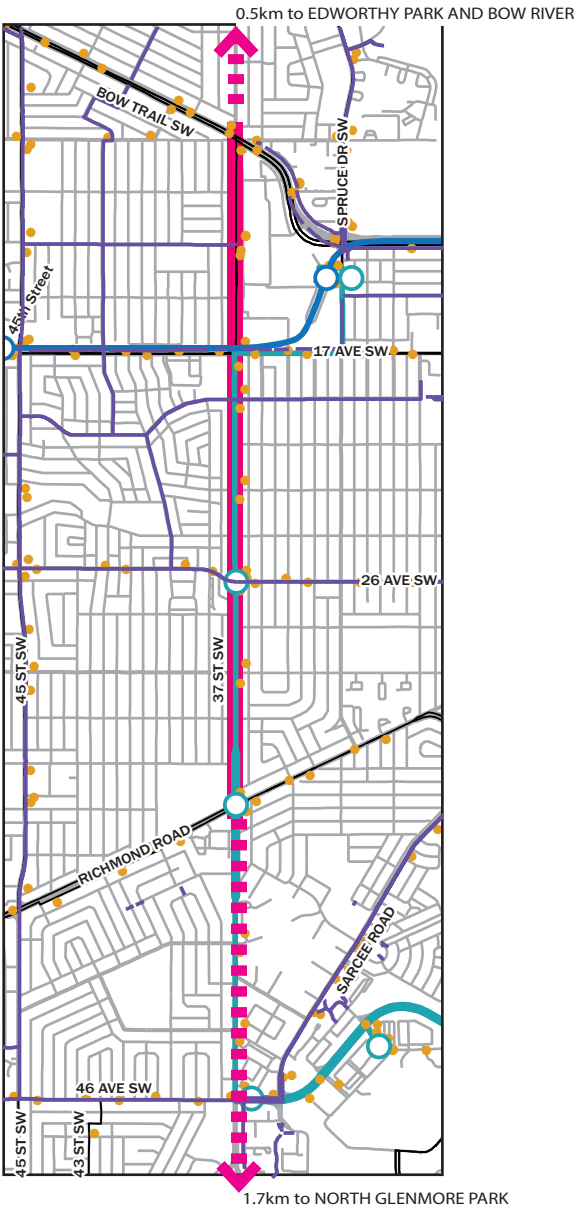 0.5km to EDWORTHY PARK AND BOW RIVER
BOW TRAIL SW
SPRUCE DR SW
45th Street
17 AVE SW
26 AVE SW
45 ST SW
37 ST SW
RICHMOND ROAD
SARCEE ROAD
46 AVE SW
45 ST SW
43 ST SW
1.7km to NORTH GLENMORE PARK